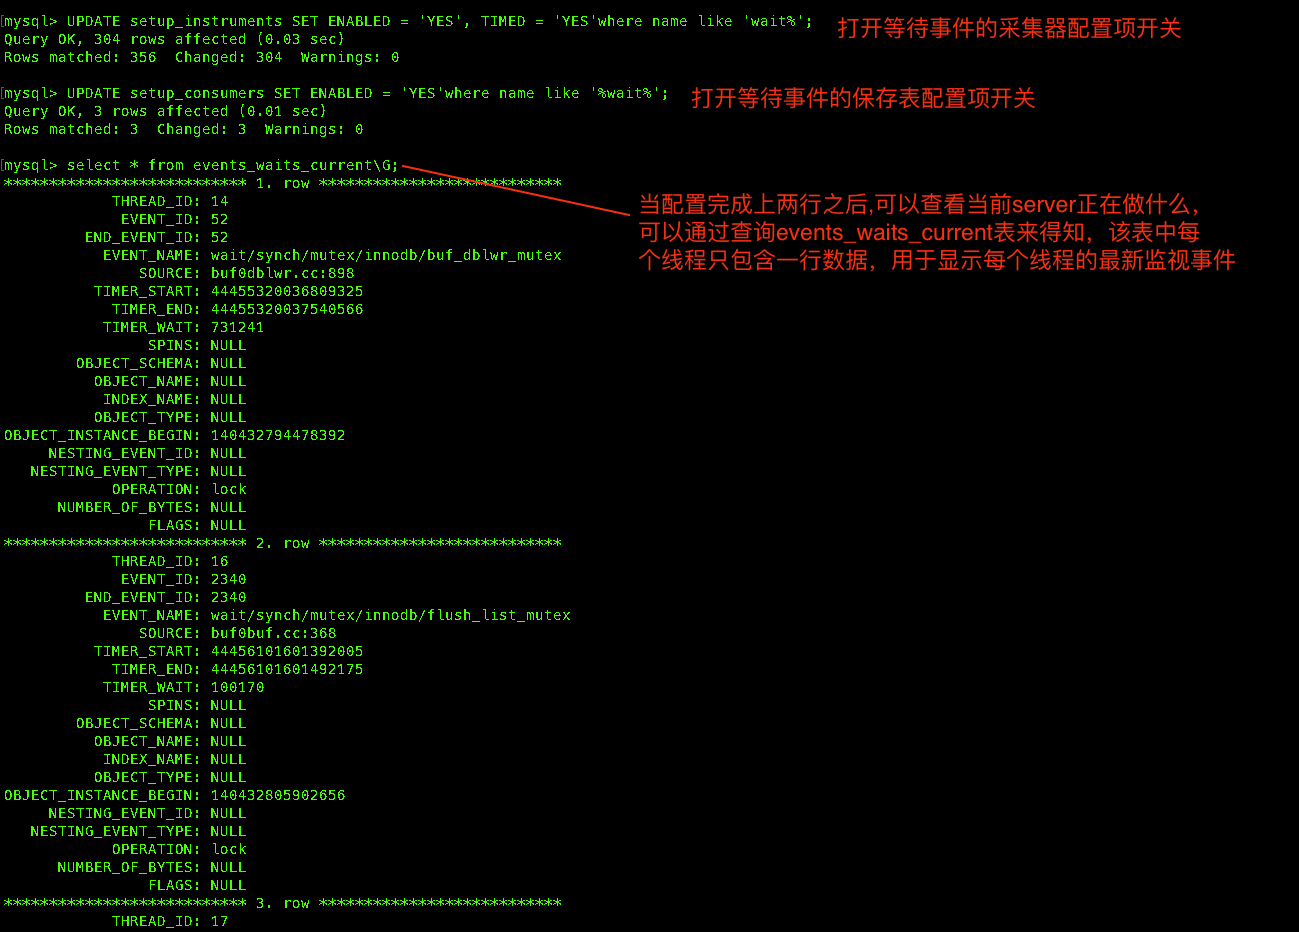 [mysql> UPDATE setup_instruments SET ENABLED = 'YES', TIMED = 'YES'where name like 'wait%';
打开等待事件的采集器配置项开关
Query OK, 304 rows affected (0.03 sec)
Rows matched: 356  Changed: 304  Warnings: 0
[mysql> UPDATE setup_consumers SET ENABLED = 'YES'where name like '%wait%';
打开等待事件的保存表配置项开关
Query OK, 3 rows affected (0.01 sec)
Rows matched: 3  Changed: 3  Warnings: 0
[mysql> select * from events_waits_current\G;
*************************** 1. row ***************************
当配置完成上两行之后,可以查看当前server正在做什么，
可以通过查询events_waits_current表来得知，该表中每
个线程只包含一行数据，用于显示每个线程的最新监视事件
THREAD_ID: 14
EVENT_ID: 52
END_EVENT_ID: 52
EVENT_NAME: wait/synch/mutex/innodb/buf_dblwr_mutex
SOURCE: buf0dblwr.cc:898
TIMER_START: 44455320036809325
TIMER_END: 44455320037540566
TIMER_WAIT: 731241
SPINS: NULL
OBJECT_SCHEMA: NULL
OBJECT_NAME: NULL
INDEX_NAME: NULL
OBJECT_TYPE: NULL
OBJECT_INSTANCE_BEGIN: 140432794478392
NESTING_EVENT_ID: NULL
NESTING_EVENT_TYPE: NULL
OPERATION: lock
NUMBER_OF_BYTES: NULL
FLAGS: NULL
*************************** 2. row ***************************
THREAD_ID: 16
EVENT_ID: 2340
END_EVENT_ID: 2340
EVENT_NAME: wait/synch/mutex/innodb/flush_list_mutex
SOURCE: buf0buf.cc:368
TIMER_START: 44456101601392005
TIMER_END: 44456101601492175
TIMER_WAIT: 100170
SPINS: NULL
OBJECT_SCHEMA: NULL
OBJECT_NAME: NULL
INDEX_NAME: NULL
OBJECT_TYPE: NULL
OBJECT_INSTANCE_BEGIN: 140432805902656
NESTING_EVENT_ID: NULL
NESTING_EVENT_TYPE: NULL
OPERATION: lock
NUMBER_OF_BYTES: NULL
FLAGS: NULL
*************************** 3. row ***************************
THREAD_ID: 17